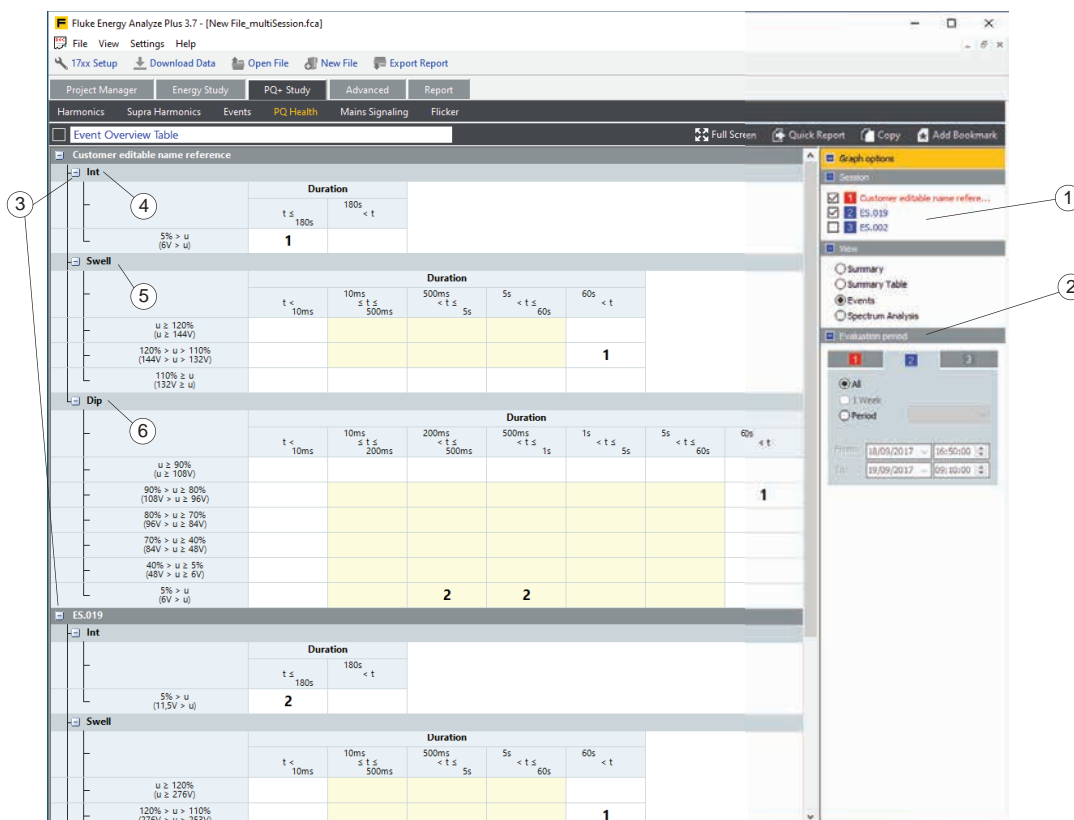 Fluke Energy Analyze Plus 3.7 - [New File_multiSession.fca]
File View Settings Help
17xx Setup Download Data Open File New File Export Report
Project Manager Energy Study PQ+ Study Advanced Report
Harmonics Supra Harmonics Events PQ Health Mains Signaling Flicker
Event Overview Table
Full Screen Quick Report Copy Add Bookmark
Customer editable name reference
Int
Duration
t ≤ 180s
180s < t
5% > u
(6V > u)
1
Swell
Duration
t < 10ms
10ms ≤ t ≤ 500ms
500ms < t ≤ 5s
5s < t ≤ 60s
60s < t
u ≥ 120%
(u ≥ 144V)
120% > u > 110%
(144V > u > 132V)
1
110% ≥ u
(132V ≥ u)
Dip
Duration
t < 10ms
10ms ≤ t ≤ 200ms
200ms < t ≤ 500ms
500ms < t ≤ 1s
1s < t ≤ 5s
5s < t ≤ 60s
60s < t
u ≥ 90%
(u ≥ 108V)
90% > u ≥ 80%
(108V > u ≥ 96V)
1
80% > u ≥ 70%
(96V > u ≥ 84V)
70% > u ≥ 40%
(84V > u ≥ 48V)
40% > u ≥ 5%
(48V > u ≥ 6V)
5% > u
(6V > u)
2 2
ES.019
Int
Duration
t ≤ 180s
180s < t
5% > u
(11,5V > u)
2
Swell
Duration
t < 10ms
10ms ≤ t ≤ 500ms
500ms < t ≤ 5s
5s < t ≤ 60s
60s < t
u ≥ 120%
(u ≥ 276V)
120% > u > 110%
(276V > u > 253V)
1
Graph options
Session
1 Customer editable name refere...
2 ES.019
3 ES.002
View
Summary
Summary Table
Events
Spectrum Analysis
Evaluation period
1 2 3
All
1 Week
Period
From: 18/09/2017 16:50:00
To: 19/09/2017 09:10:00
1
2
3
4
5
6